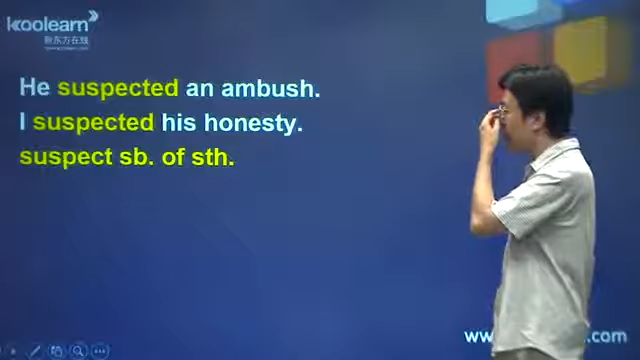 koolearn
新东方在线
He suspected an ambush.
I suspected his honesty.
suspect sb. of sth.